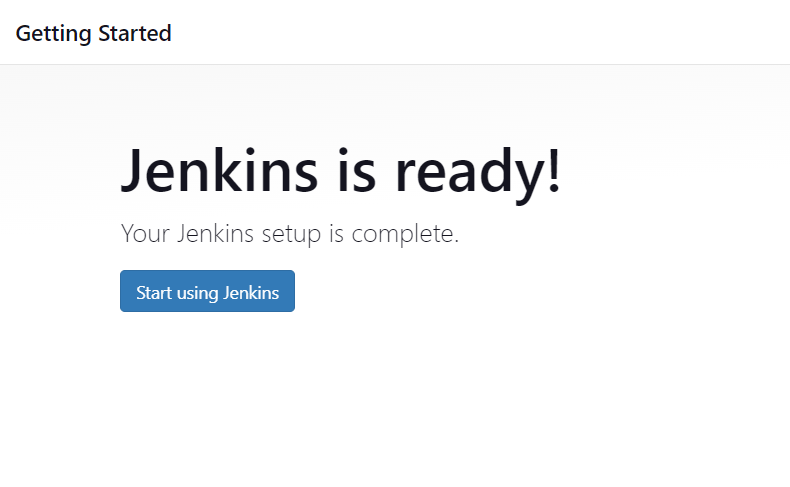 Getting Started
Jenkins is ready!
Your Jenkins setup is complete.
Start using Jenkins